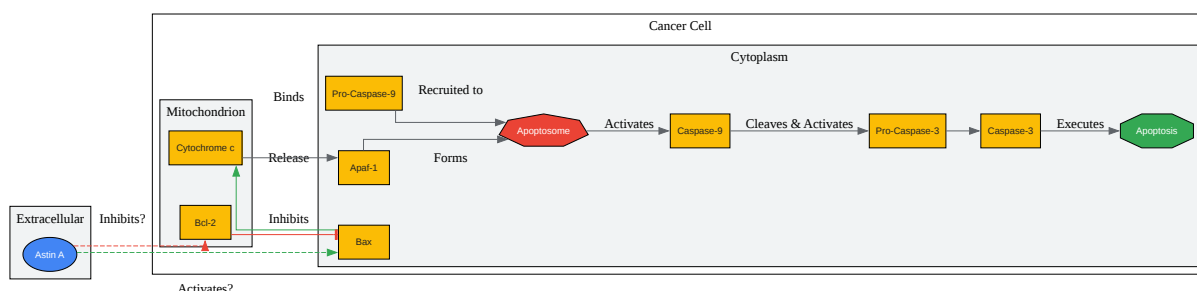 Cancer Cell
Cytoplasm
Pro-Caspase-9
Recruited to
Binds
Mitochondrion
Apoptosome
Activates
Caspase-9
Cleaves & Activates
Pro-Caspase-3
Caspase-3
Executes
Apoptosis
Cytochrome c
Release
Apaf-1
Forms
Extracellular
Inhibits?
Bcl-2
Inhibits
Bax
Astin A
Activates?